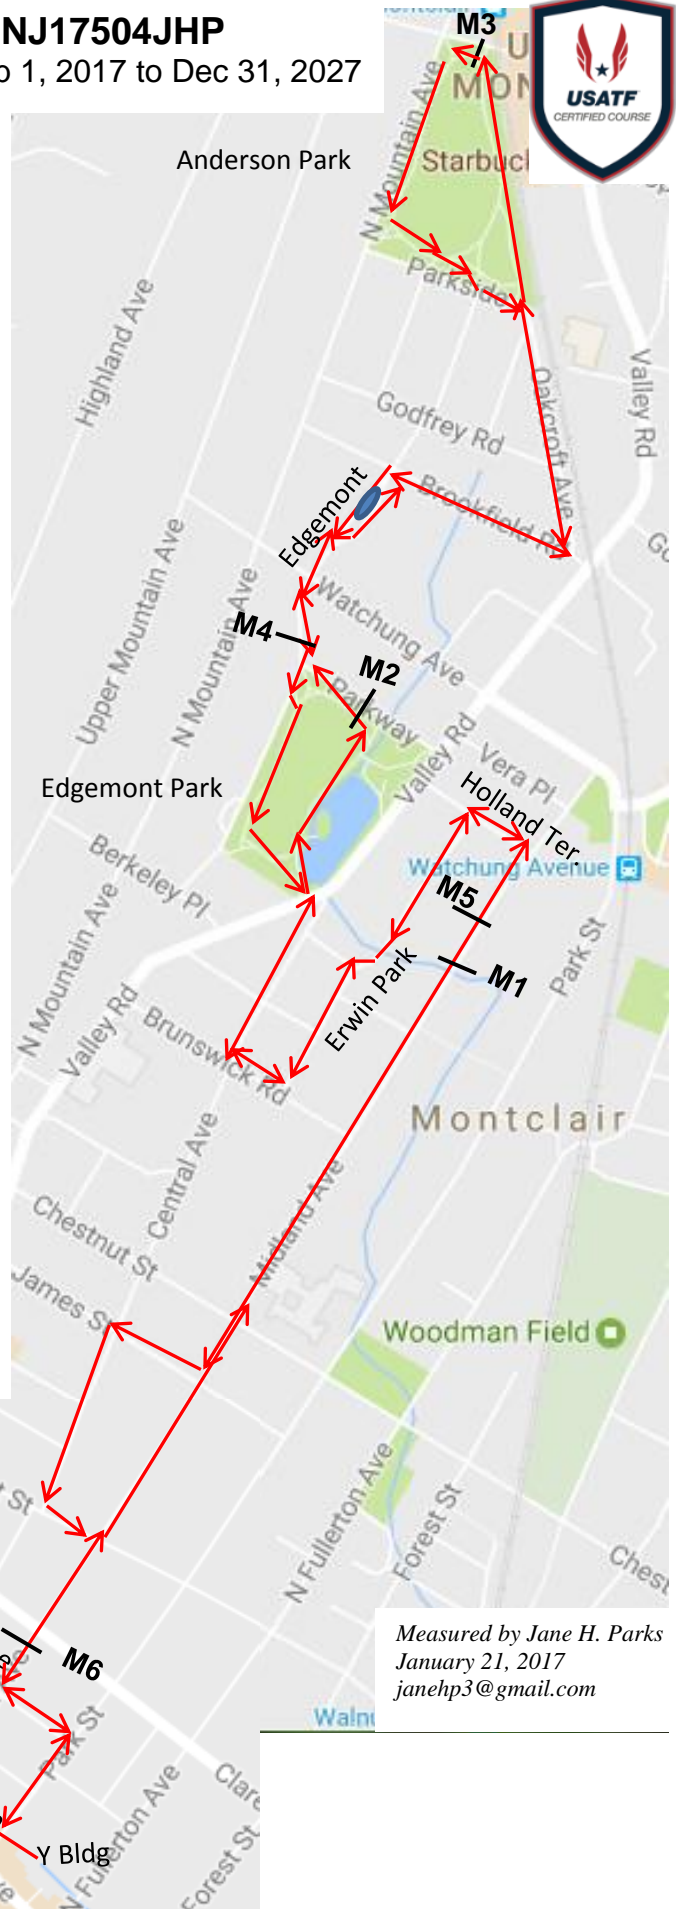 NJ17504JHP
1, 2017 to Dec 31, 2027
M3
USATF
CERTIFIED COURSE
Anderson Park
N Mountain Ave
Parkside
Highland Ave
Valley Rd
Oakcroft Ave
Godfrey Rd
Brookfield
Edgemont
Upper Mountain Ave
N Mountain Ave
Watchung Ave
M4
M2
Parkway
Valley Rd
Vera Pl
Edgemont Park
Holland Ter.
Berkeley Pl
Watchung Avenue
M5
N Mountain Ave
Erwin Park
M1
Park St
Valley Rd
Brunswick Rd
Montclair
Central Ave
Midland Ave
Chestnut St
James St
Woodman Field
St
N Fullerton Ave
Forest St
M6
Measured by Jane H. Parks
January 21, 2017
janehp3@gmail.com
Park St
Y Bldg
N Fullerton Ave
Forest St